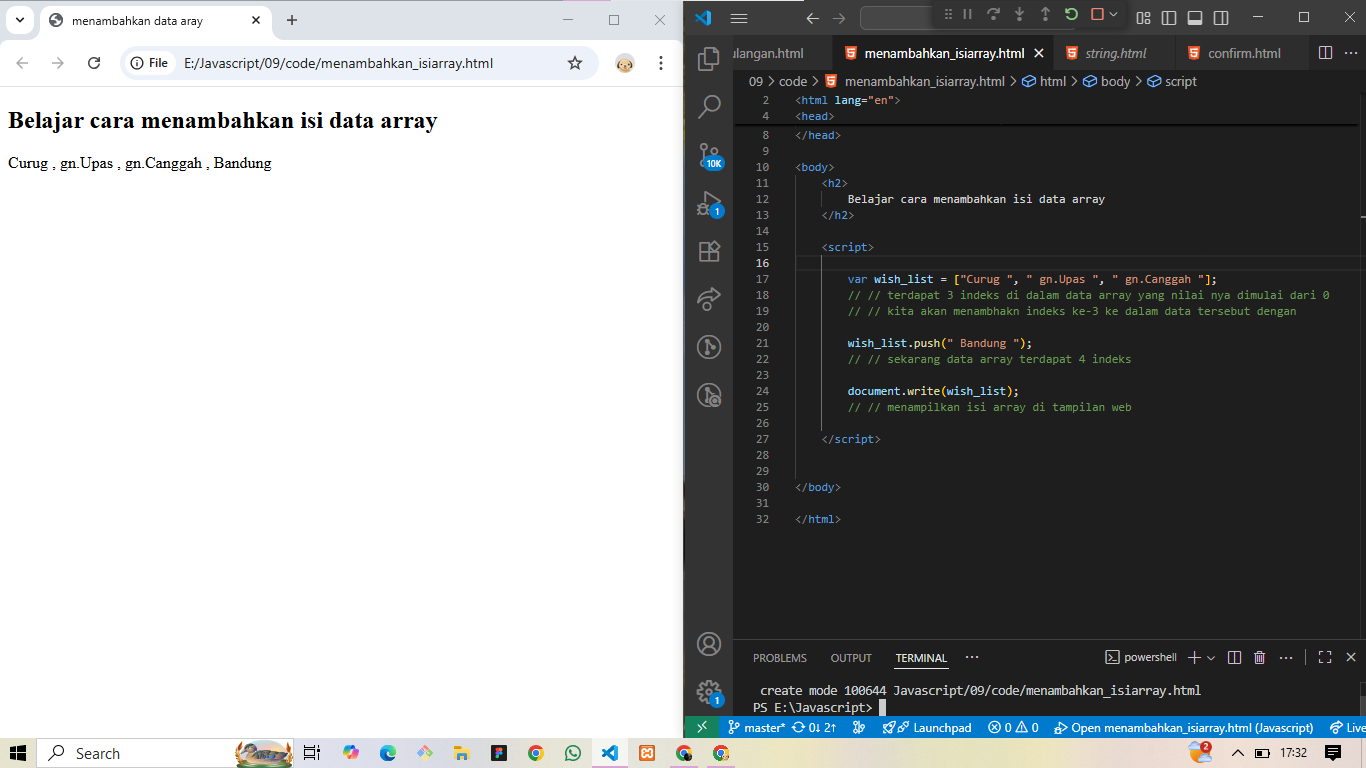 menambahkan data aray
File
E:/Javascript/09/code/menambahkan_isiarray.html
Belajar cara menambahkan isi data array
Curug , gn.Upas , gn.Canggah , Bandung
ulangan.html
menambahkan_isiarray.html
string.html
confirm.html
09 > code > menambahkan_isiarray.html > html > body > script
2 <html lang="en">
4 <head>
8 </head>
9
10 <body>
11 <h2>
12 Belajar cara menambahkan isi data array
13 </h2>
14
15 <script>
16
17 var wish_list = ["Curug ", " gn.Upas ", " gn.Canggah "];
18 // // terdapat 3 indeks di dalam data array yang nilai nya dimulai dari 0
19 // // kita akan menambhakn indeks ke-3 ke dalam data tersebut dengan
20
21 wish_list.push(" Bandung ");
22 // // sekarang data array terdapat 4 indeks
23
24 document.write(wish_list);
25 // // menampilkan isi array di tampilan web
26
27 </script>
28
29
30 </body>
31
32 </html>
10K
1
1
PROBLEMS OUTPUT TERMINAL ... powershell
create mode 100644 Javascript/09/code/menambahkan_isiarray.html
PS E:\Javascript>
master* 0↓ 2↑ Launchpad 0 0 Open menambahkan_isiarray.html (Javascript) Live
Search
2
17:32